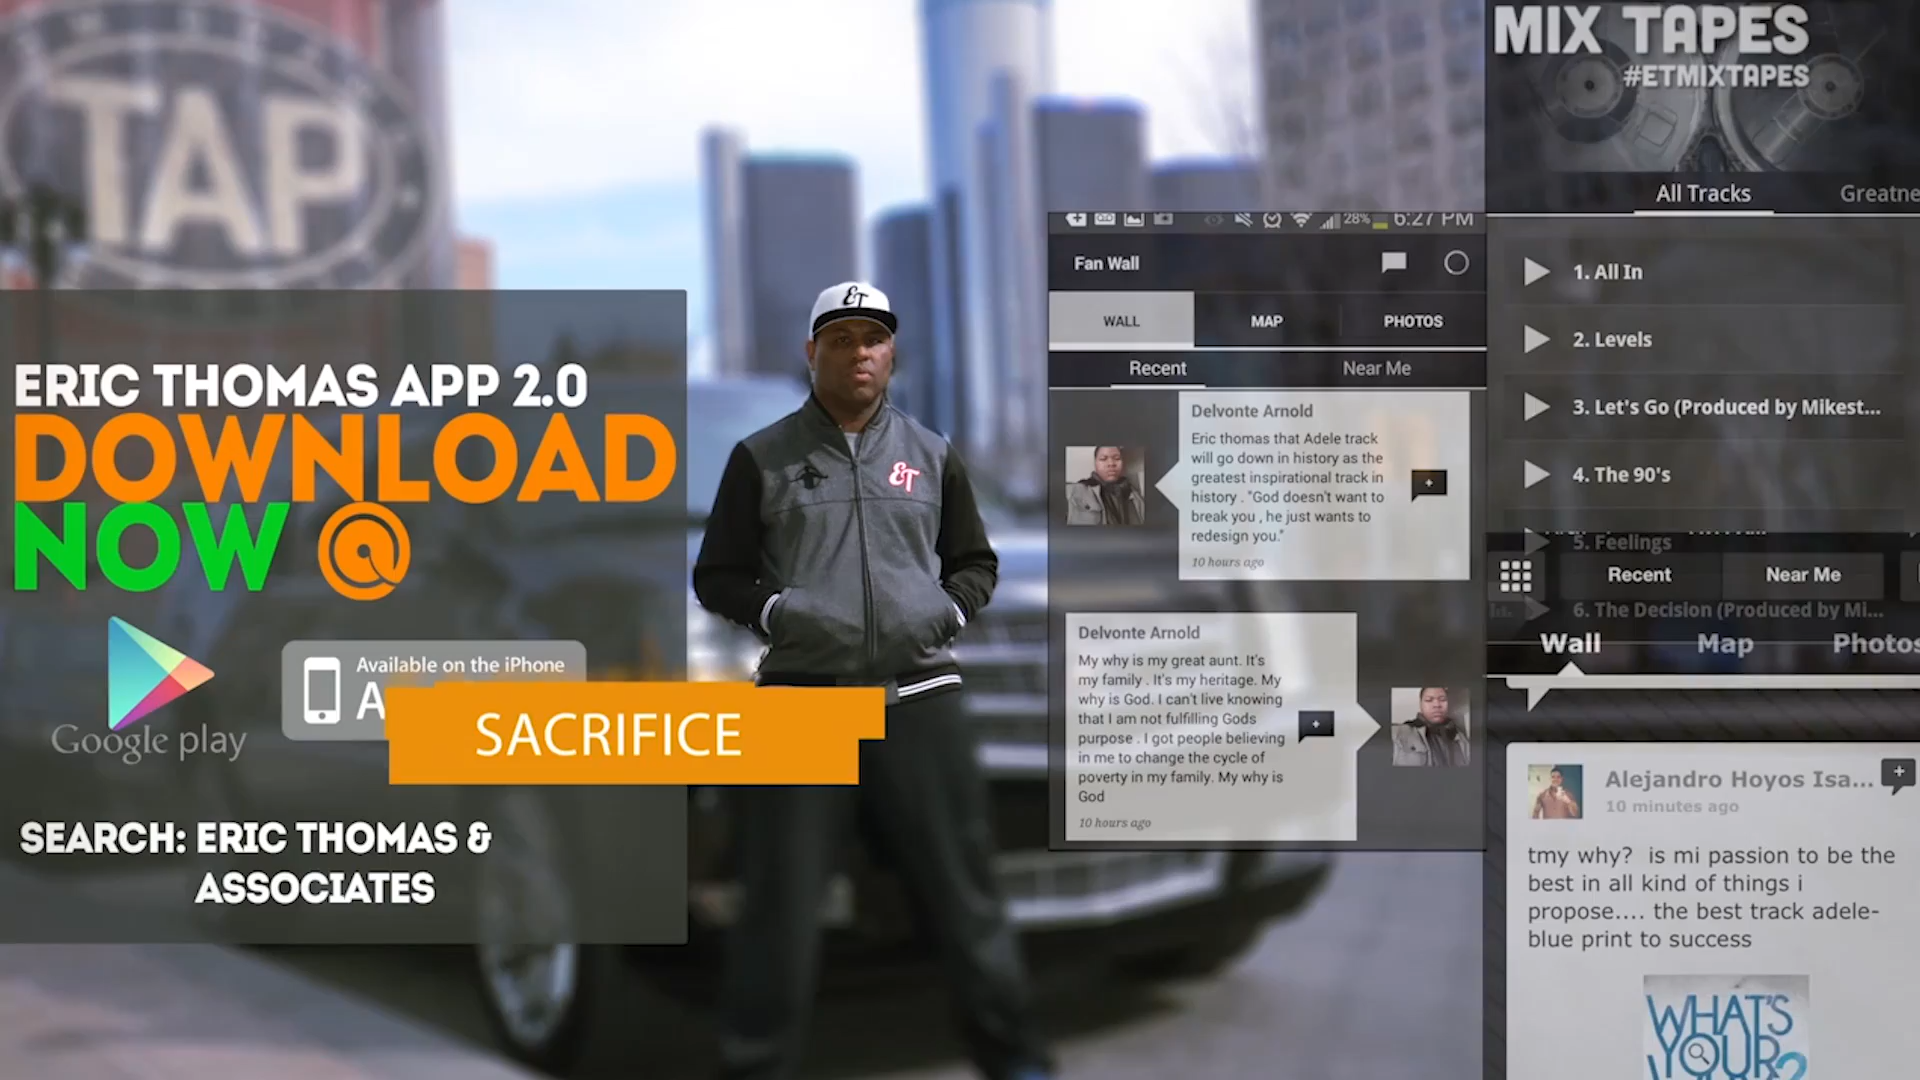 TAP
ERIC THOMAS APP 2.0
DOWNLOAD
NOW @
Google play
Available on the iPhone
A
SACRIFICE
SEARCH: ERIC THOMAS &
ASSOCIATES
ET
ET
28% 6:27 PM
Fan Wall
WALL MAP PHOTOS
Recent Near Me
Delvonte Arnold
Eric thomas that Adele track
will go down in history as the
greatest inspirational track in
history . "God doesn't want to
break you , he just wants to
redesign you."
10 hours ago
Delvonte Arnold
My why is my great aunt. It's
my family . It's my heritage. My
why is God. I can't live knowing
that I am not fulfilling Gods
purpose . I got people believing
in me to change the cycle of
poverty in my family. My why is
God
10 hours ago
MIX TAPES
#ETMIXTAPES
All Tracks Greatne
1. All In
2. Levels
3. Let's Go (Produced by Mikest...
4. The 90's
5. Feelings
Recent Near Me
6. The Decision (Produced by Mi...
Wall Map Photos
Alejandro Hoyos Isa...
10 minutes ago
tmy why? is mi passion to be the
best in all kind of things i
propose.... the best track adele-
blue print to success
WHAT'S
YOUR